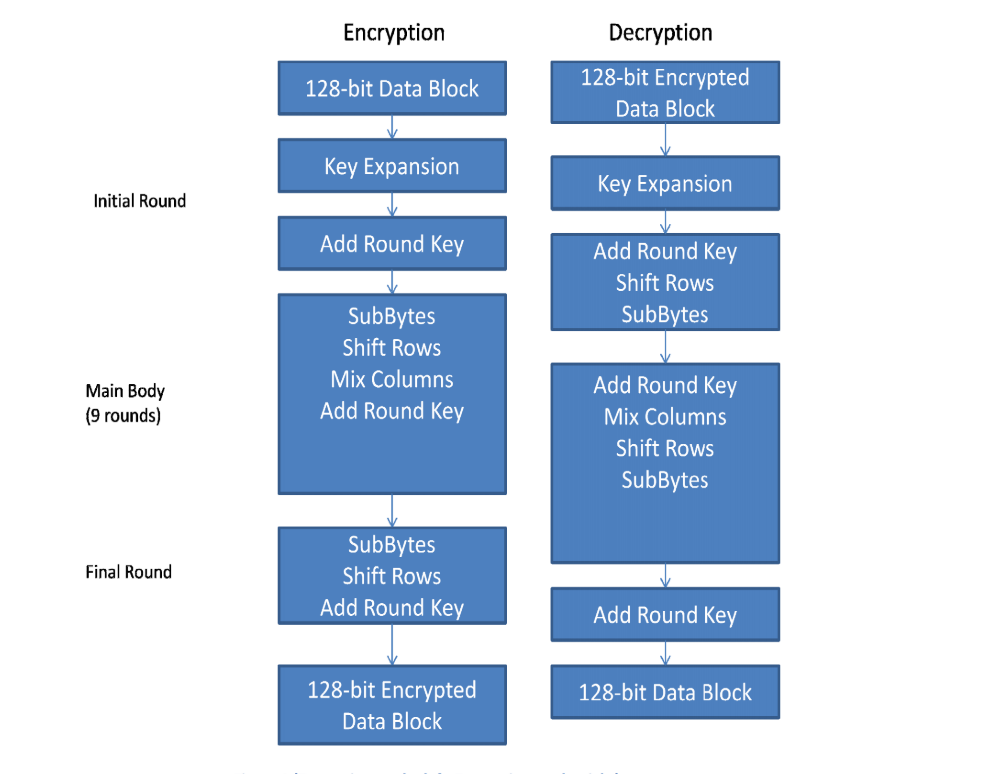 Encryption
128-bit Data Block
Key Expansion
Initial Round
Add Round Key
SubBytes
Shift Rows
Mix Columns
Add Round Key
Main Body
(9 rounds)
SubBytes
Shift Rows
Add Round Key
Final Round
128-bit Encrypted
Data Block
Decryption
128-bit Encrypted
Data Block
Key Expansion
Add Round Key
Shift Rows
SubBytes
Add Round Key
Mix Columns
Shift Rows
SubBytes
Add Round Key
128-bit Data Block